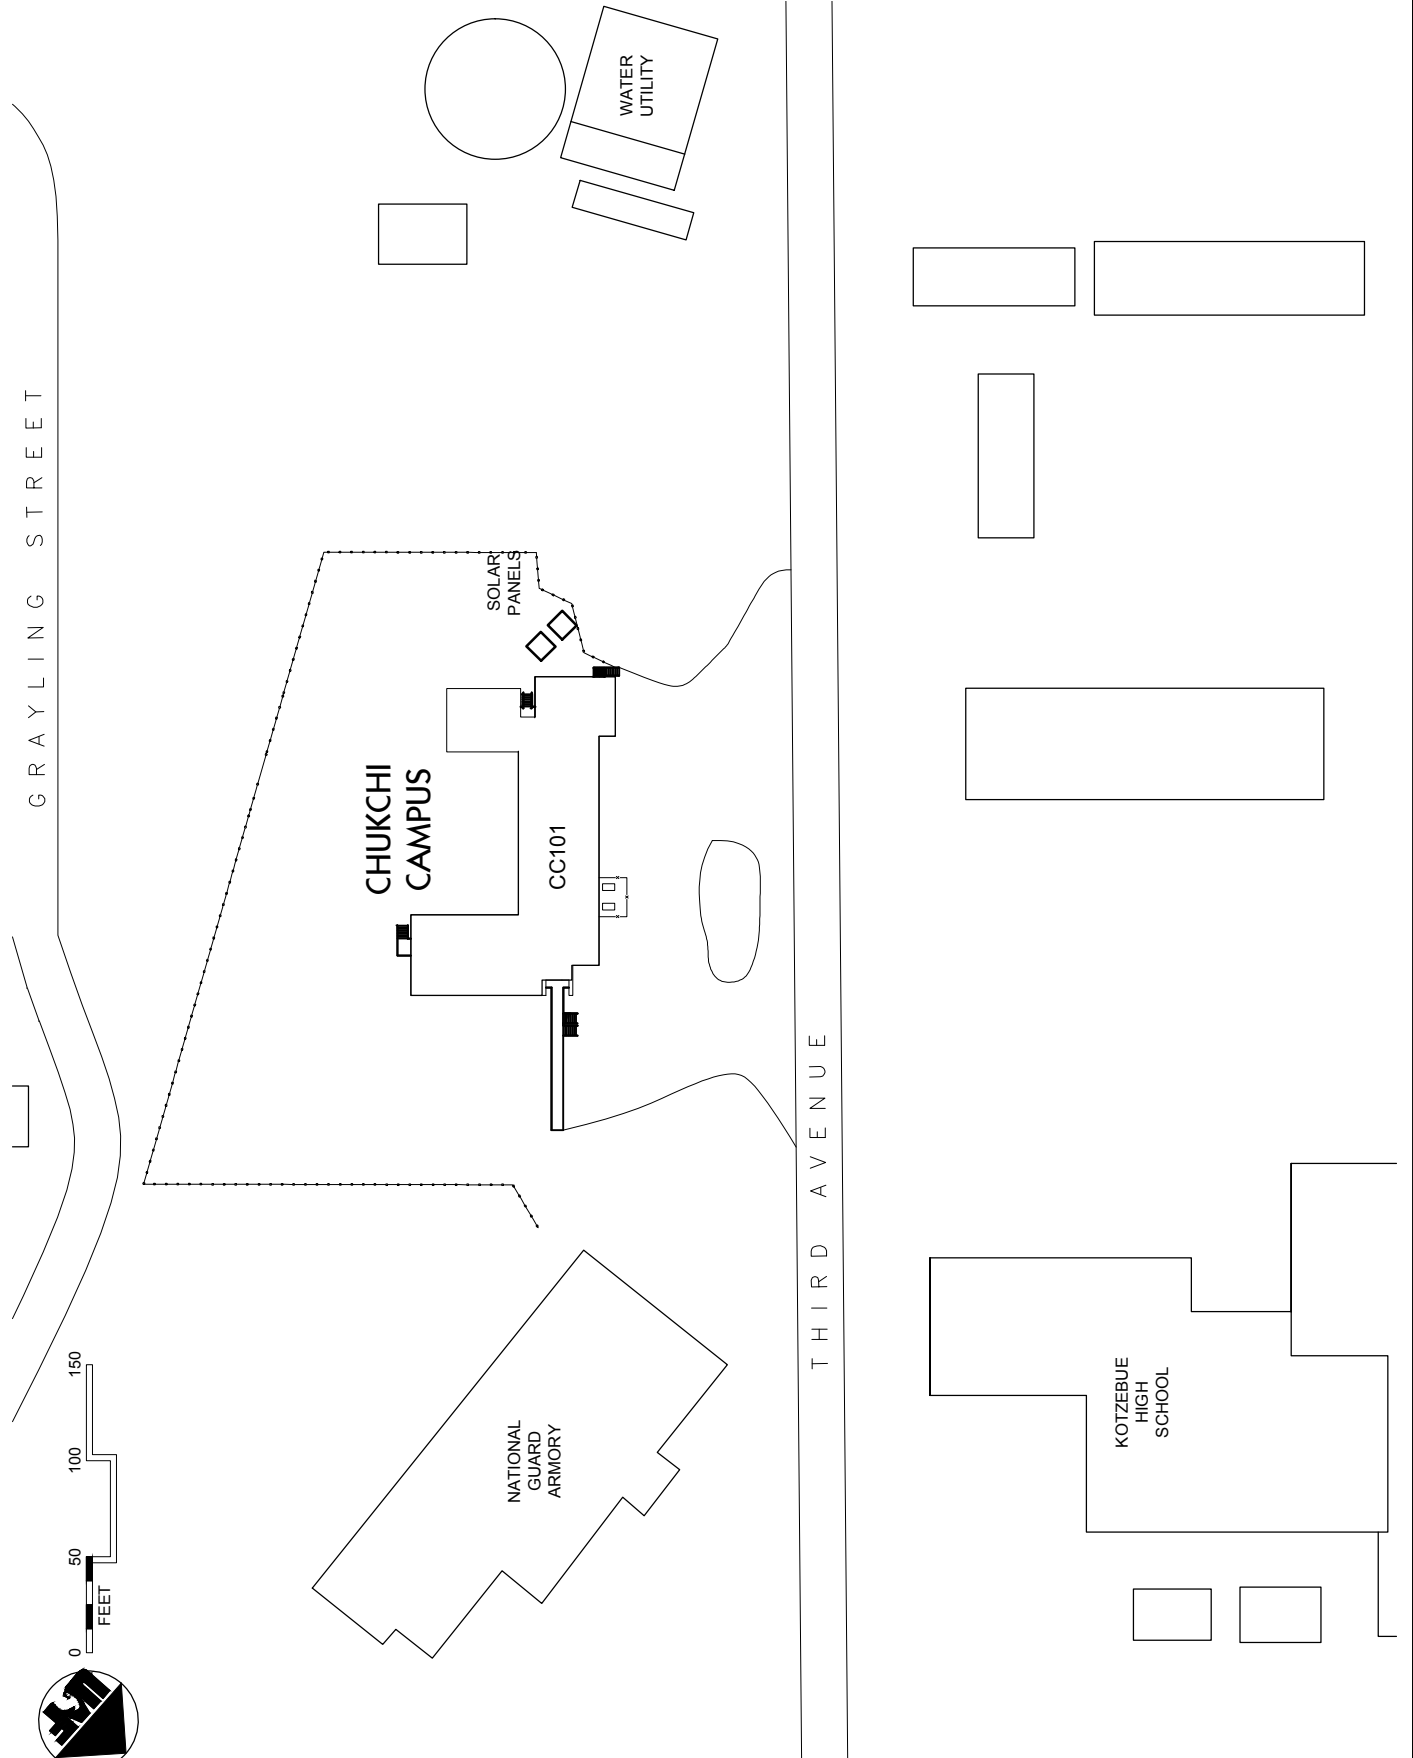 GRAYLING STREET
WATER
UTILITY
SOLAR
PANELS
CHUKCHI
CAMPUS
CC101
THIRD AVENUE
NATIONAL
GUARD
ARMORY
KOTZEBUE
HIGH
SCHOOL
0 50 100 150
FEET